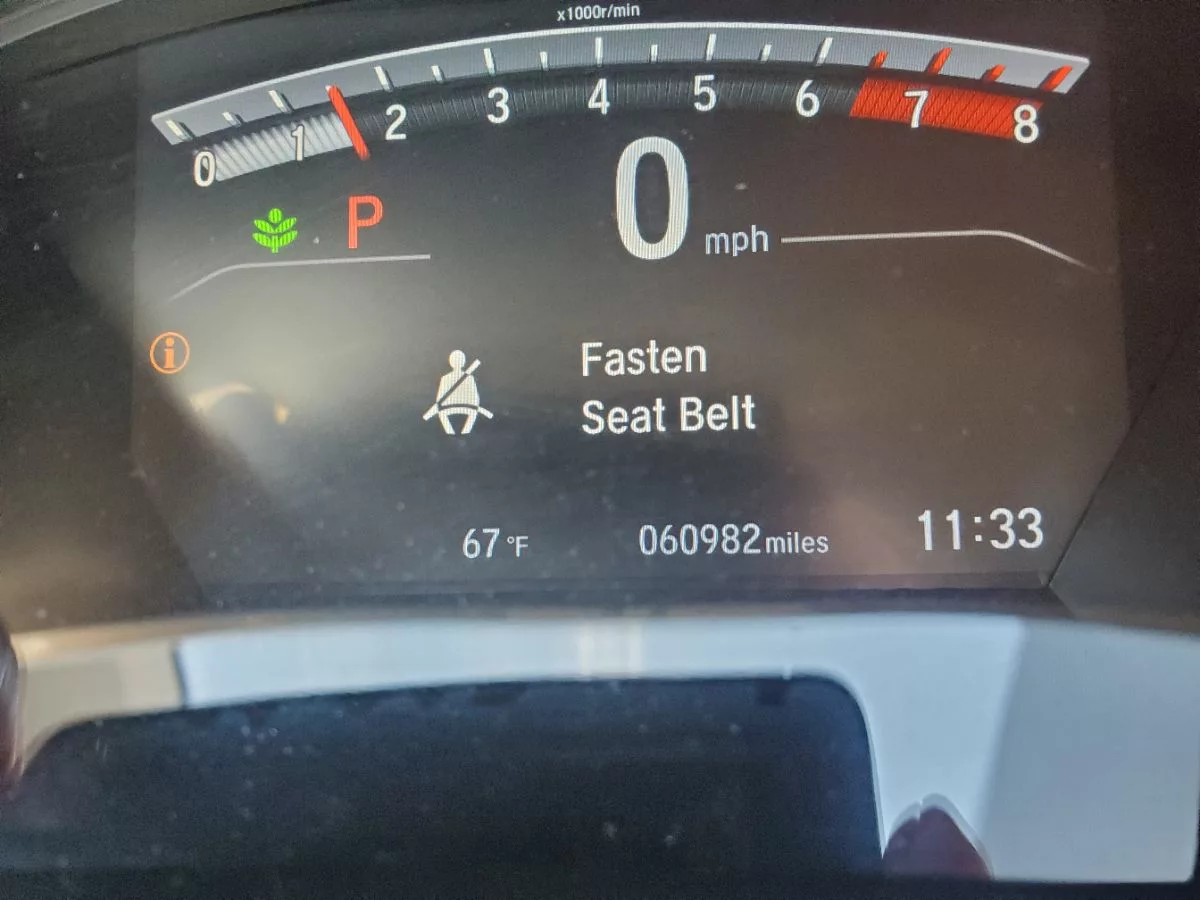 x1000r/min
0 1 2 3 4 5 6 7 8
P
0 mph
i
Fasten
Seat Belt
67 °F 060982 miles 11:33